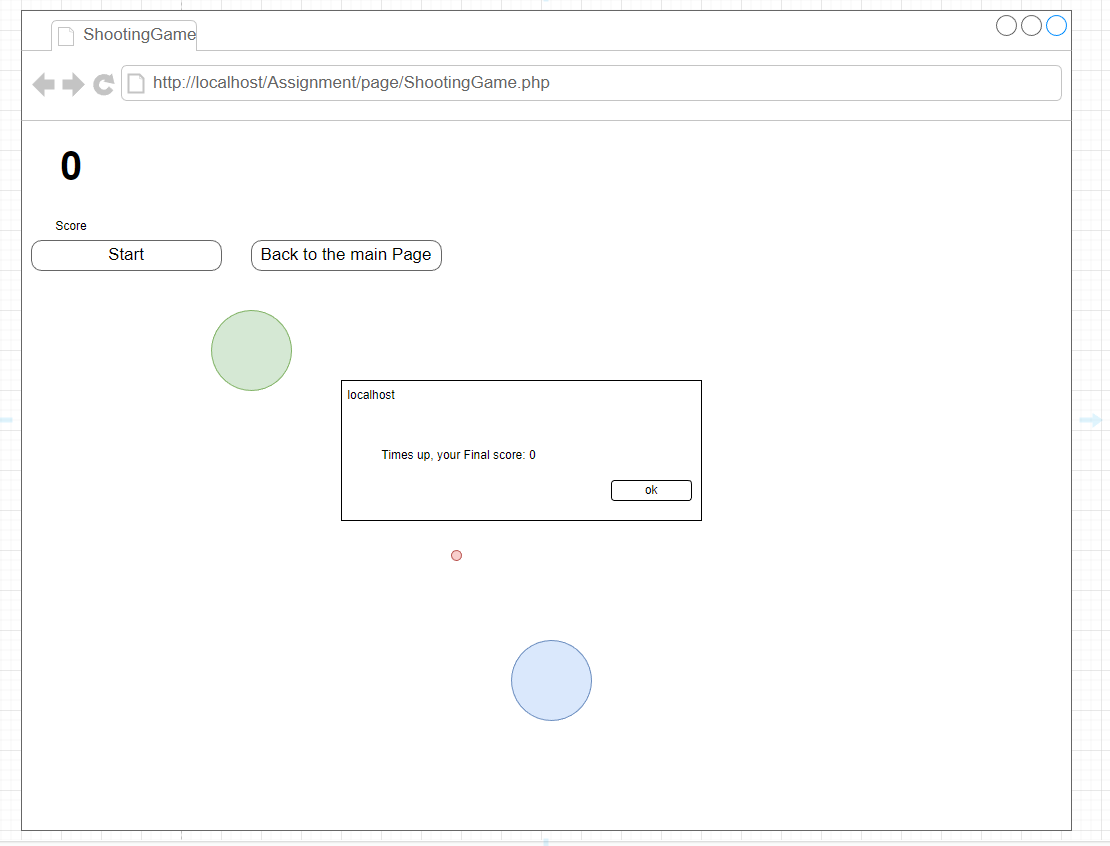 ShootingGame
http://localhost/Assignment/page/ShootingGame.php
0
Score
Start
Back to the main Page
localhost
Times up, your Final score: 0
ok